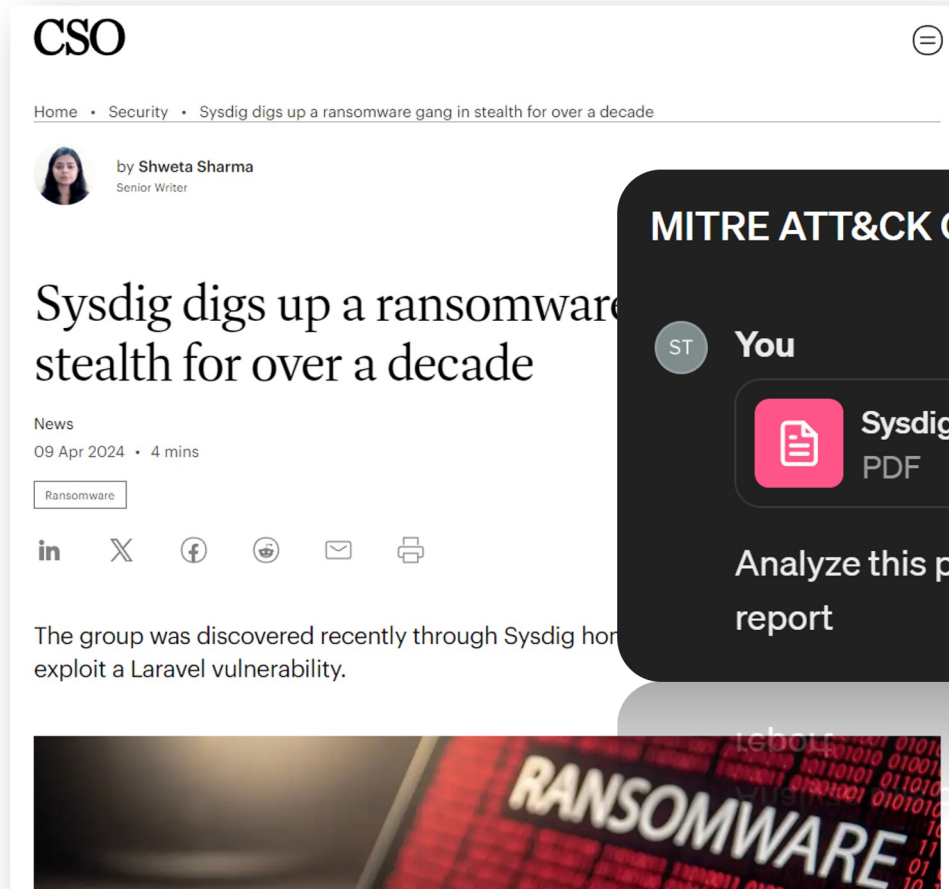 CSO
Home • Security • Sysdig digs up a ransomware gang in stealth for over a decade
by Shweta Sharma
Senior Writer
Sysdig digs up a ransomware
stealth for over a decade
News
09 Apr 2024 • 4 mins
Ransomware
The group was discovered recently through Sysdig hon
exploit a Laravel vulnerability.
MITRE ATT&CK
ST
You
Sysdig
PDF
Analyze this p
report
RANSOMWARE